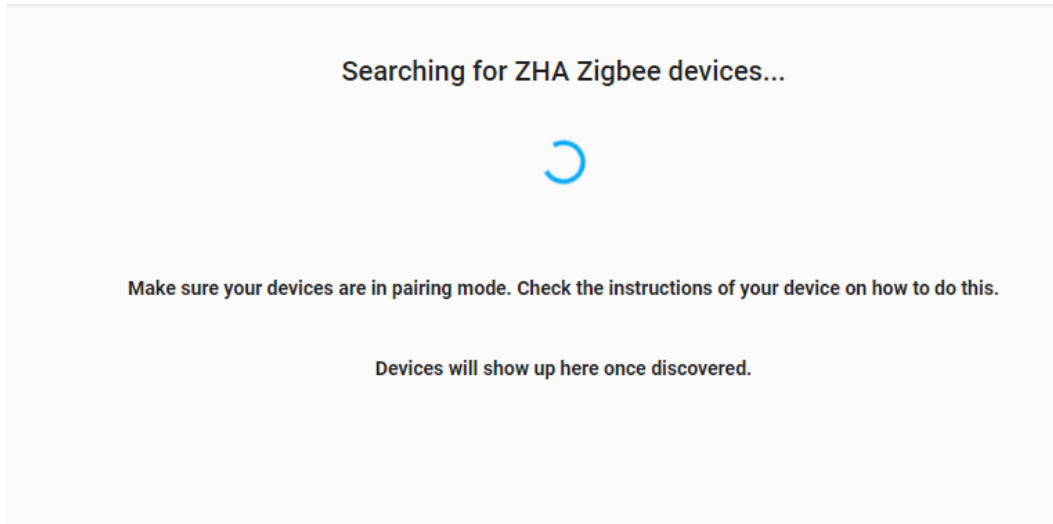 Searching for ZHA Zigbee devices...
Make sure your devices are in pairing mode. Check the instructions of your device on how to do this.
Devices will show up here once discovered.